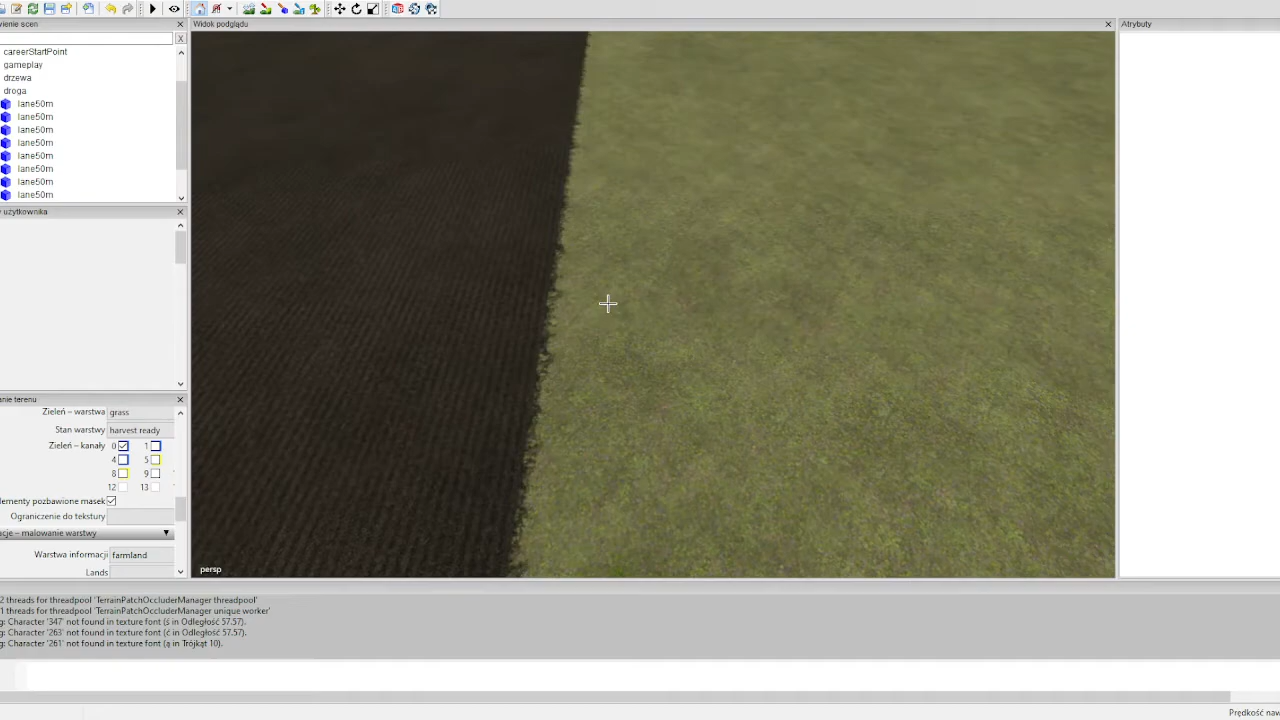 wienie scen
Widok podglądu
Atrybuty
X
careerStartPoint
gameplay
drzewa
droga
lane50m
lane50m
lane50m
lane50m
lane50m
lane50m
lane50m
lane50m
y użytkownika
anie terenu
Zieleń – warstwa grass
Stan warstwy harvest ready
Zieleń – kanały 0 1
4 5
8 9
12 13
lementy pozbawione masek
Ograniczenie do tekstury
acje – malowanie warstwy
Warstwa informacji farmland
Lands
persp
2 threads for threadpool 'TerrainPatchOccluderManager threadpool'
1 threads for threadpool 'TerrainPatchOccluderManager unique worker'
g: Character '347' not found in texture font (ś in Odległość 57.57).
g: Character '263' not found in texture font (ć in Odległość 57.57).
g: Character '261' not found in texture font (ą in Trójkąt 10).
Prędkość naw